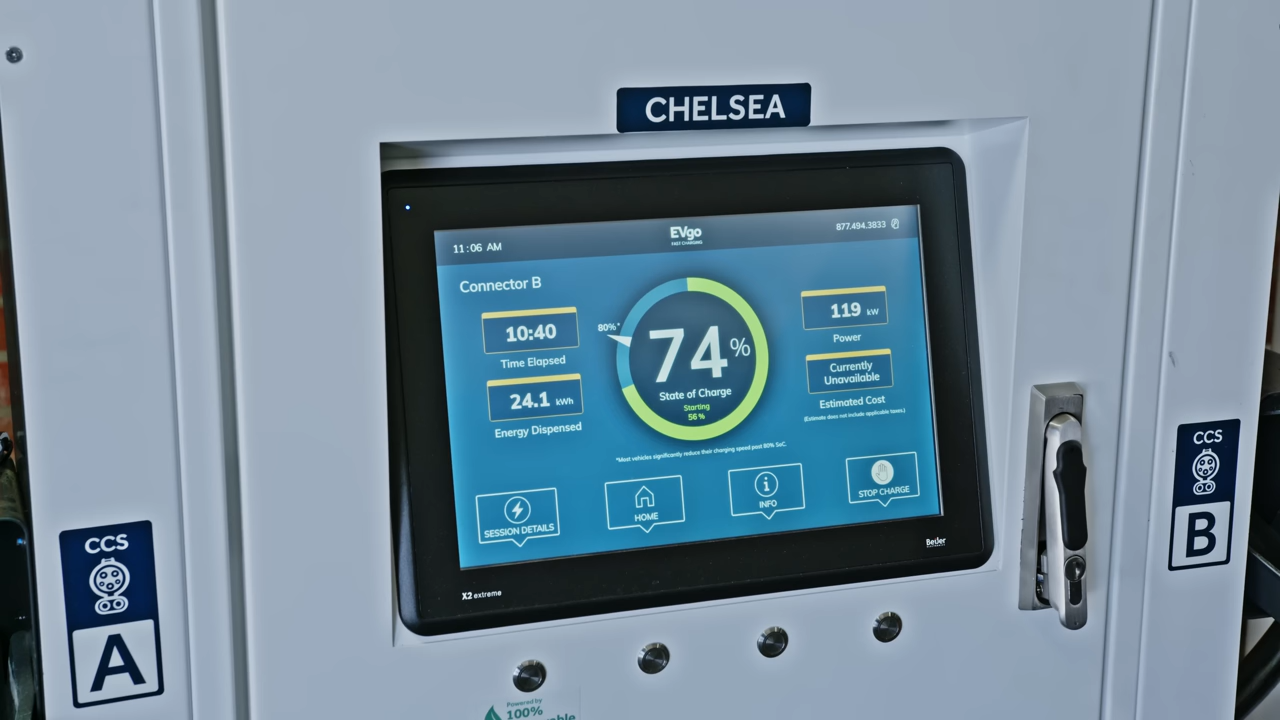 CHELSEA
11:06 AM
EVgo
FAST CHARGING
877.494.3833
Connector B
10:40
Time Elapsed
24.1 kWh
Energy Dispensed
80%*
74%
State of Charge
Starting
56 %
119 kW
Power
Currently
Unavailable
Estimated Cost
(Estimate does not include applicable taxes.)
*Most vehicles significantly reduce their charging speed past 80% SoC.
SESSION DETAILS
HOME
INFO
STOP CHARGE
X2 extreme
Beijer
CCS
A
CCS
B
Powered by
100%